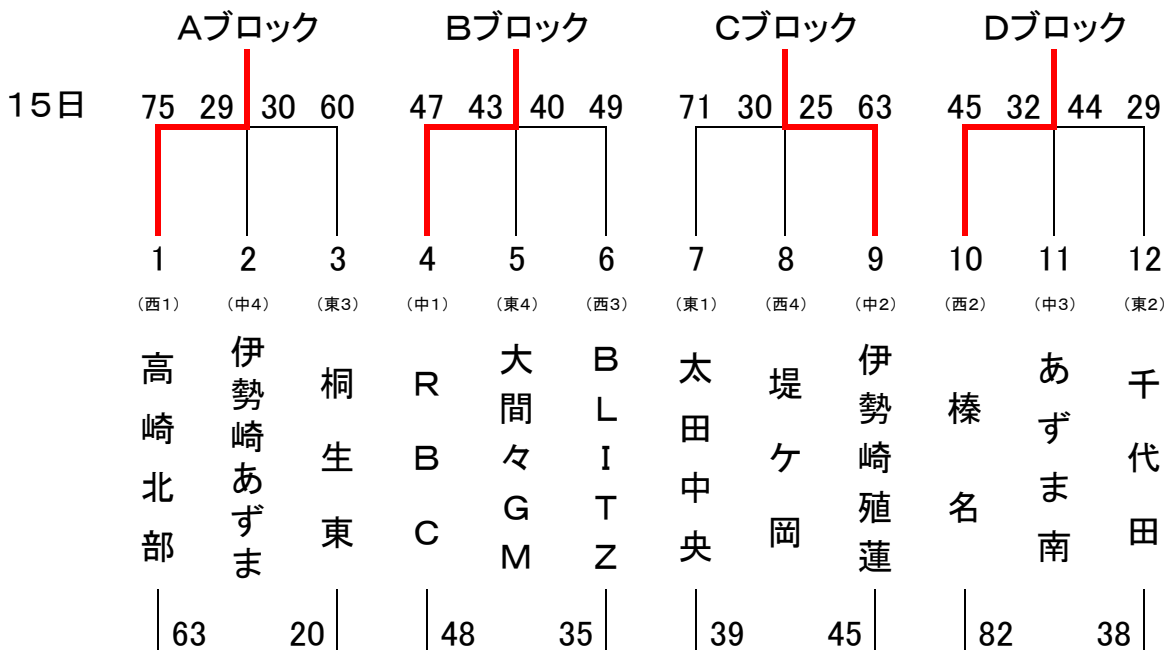 Aブロック Bブロック Cブロック Dブロック
15日 75 29 30 60 47 43 40 49 71 30 25 63 45 32 44 29
1 2 3 4 5 6 7 8 9 10 11 12
(西1) (中4) (東3) (中1) (東4) (西3) (東1) (西4) (中2) (西2) (中3) (東2)
高崎北部
伊勢崎あずま
桐生東
RBC
大間々GM
BLITZ
太田中央
堤ケ岡
伊勢崎殖蓮
榛名
あずま南
千代田
63 20 48 35 39 45 82 38